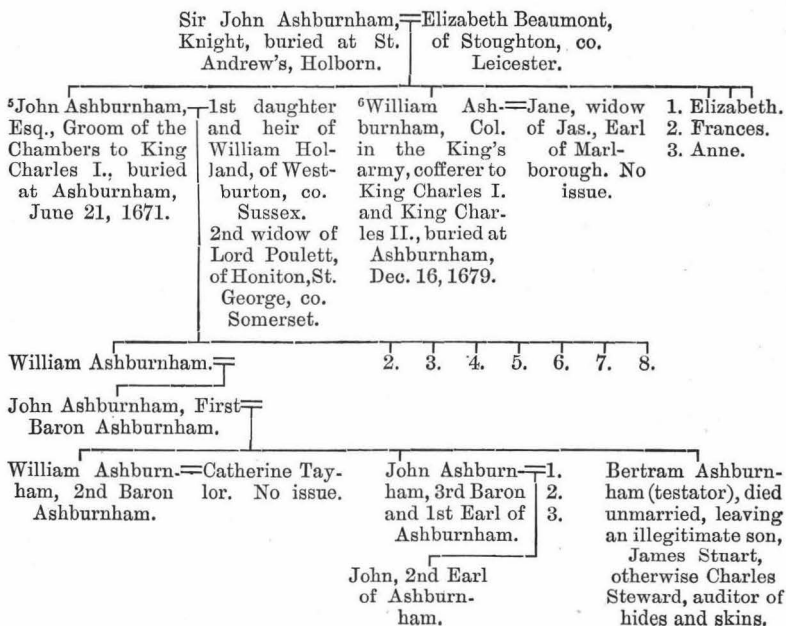 Sir John Ashburnham,
Knight, buried at St.
Andrew's, Holborn.
Elizabeth Beaumont,
of Stoughton, co.
Leicester.
⁵John Ashburnham,
Esq., Groom of the
Chambers to King
Charles I., buried
at Ashburnham,
June 21, 1671.
1st daughter
and heir of
William Hol-
land, of West-
burton, co.
Sussex.
2nd widow of
Lord Poulett,
of Honiton,St.
George, co.
Somerset.
⁶William Ash-
burnham, Col.
in the King's
army, cofferer to
King Charles I.
and King Char-
les II., buried at
Ashburnham,
Dec. 16, 1679.
Jane, widow
of Jas., Earl
of Marl-
borough. No
issue.
1. Elizabeth.
2. Frances.
3. Anne.
William Ashburnham.
2. 3. 4. 5. 6. 7. 8.
John Ashburnham, First
Baron Ashburnham.
William Ashburn-
ham, 2nd Baron
Ashburnham.
Catherine Tay-
lor. No issue.
John Ashburn-
ham, 3rd Baron
and 1st Earl of
Ashburnham.
1.
2.
3.
Bertram Ashburn-
ham (testator), died
unmarried, leaving
an illegitimate son,
James Stuart,
otherwise Charles
Steward, auditor of
hides and skins.
John, 2nd Earl
of Ashburn-
ham.